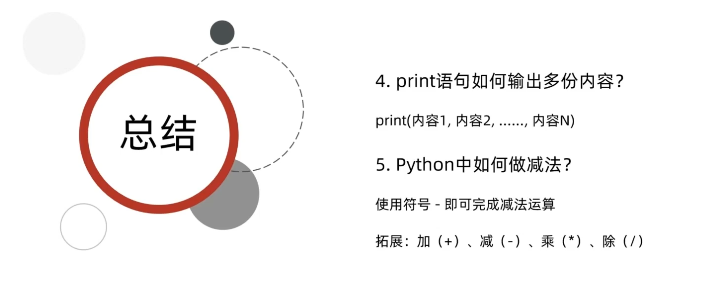 总结
4. print语句如何输出多份内容？
print(内容1, 内容2, ……, 内容N)
5. Python中如何做减法？
使用符号 - 即可完成减法运算
拓展：加（+）、减（-）、乘（*）、除（/）